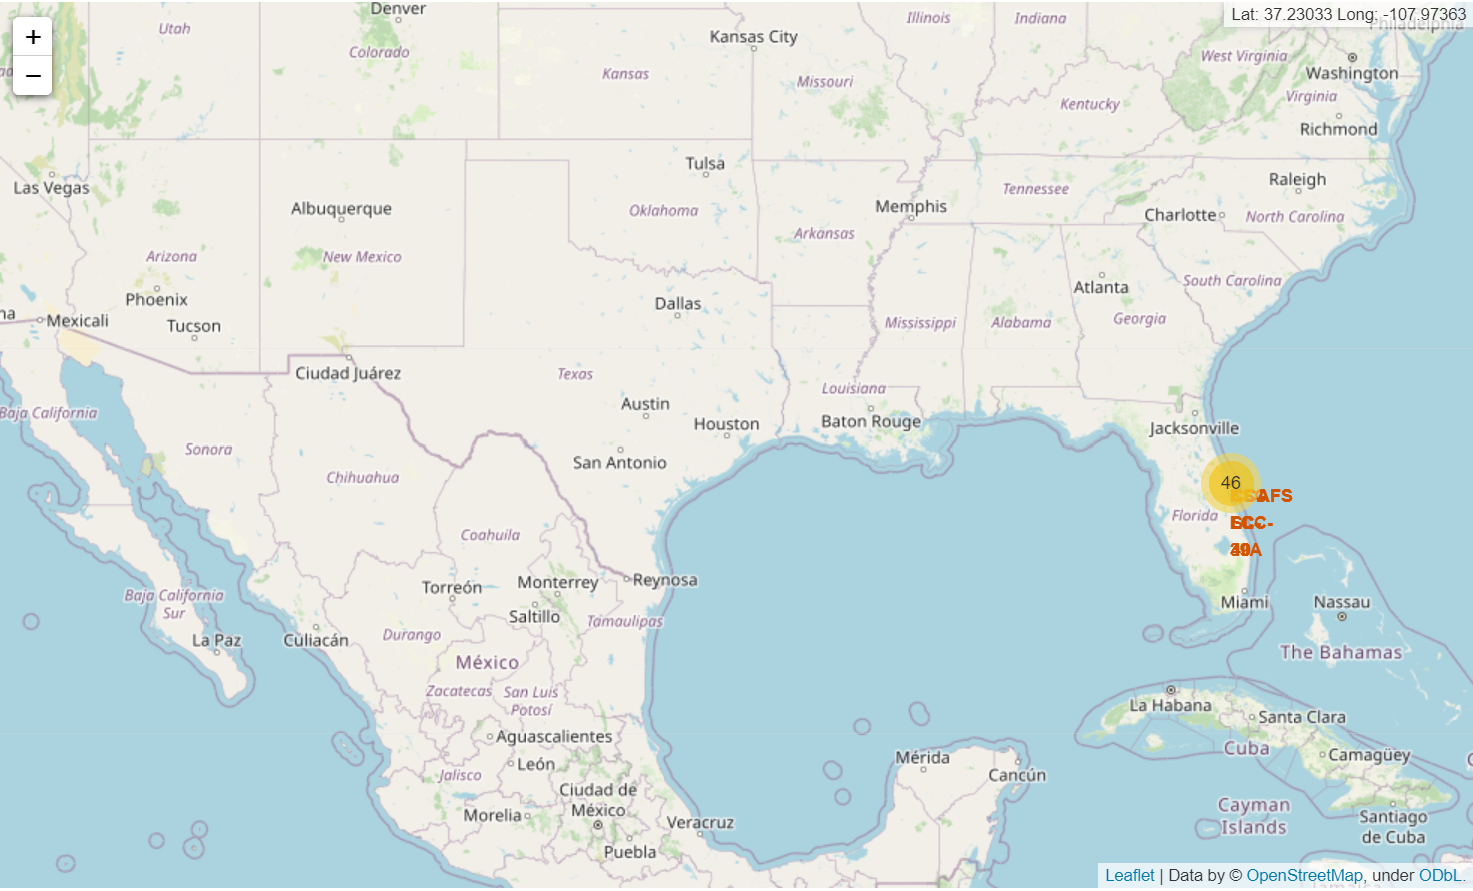 Denver
Lat: 37.23033 Long: -107.97363
Philadelphia
+
−
Utah
Colorado
Kansas City
Kansas
Missouri
Illinois
Indiana
West Virginia
Washington
Virginia
Kentucky
Richmond
Las Vegas
Tulsa
Albuquerque
Oklahoma
Memphis
Tennessee
Raleigh
Charlotte
North Carolina
Arizona
New Mexico
Arkansas
South Carolina
Phoenix
Tucson
Mexicali
Dallas
Atlanta
Mississippi
Alabama
Georgia
Ciudad Juárez
Texas
Louisiana
Austin
Houston
Baton Rouge
Jacksonville
Baja California
Sonora
Chihuahua
San Antonio
46
Florida
Coahuila
Torreón
Monterrey
Reynosa
Saltillo
Tamaulipas
Miami
Nassau
The Bahamas
Baja California
Sur
La Paz
Culiacán
Durango
México
Zacatecas
San Luis
Potosí
La Habana
Santa Clara
Cuba
Camagüey
Aguascalientes
León
Jalisco
Mérida
Cancún
Ciudad de
México
Morelia
Veracruz
Puebla
Cayman
Islands
Santiago
de Cuba
Leaflet | Data by © OpenStreetMap, under ODbL.